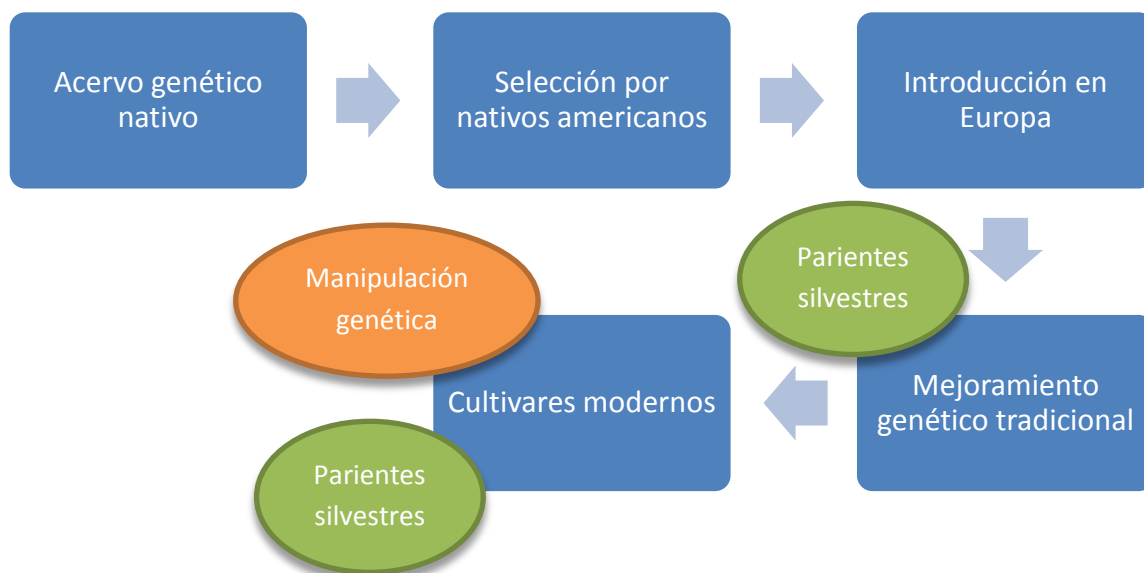 Acervo genético
nativo
Selección por
nativos americanos
Introducción en
Europa
Parientes
silvestres
Mejoramiento
genético tradicional
Manipulación
genética
Cultivares modernos
Parientes
silvestres